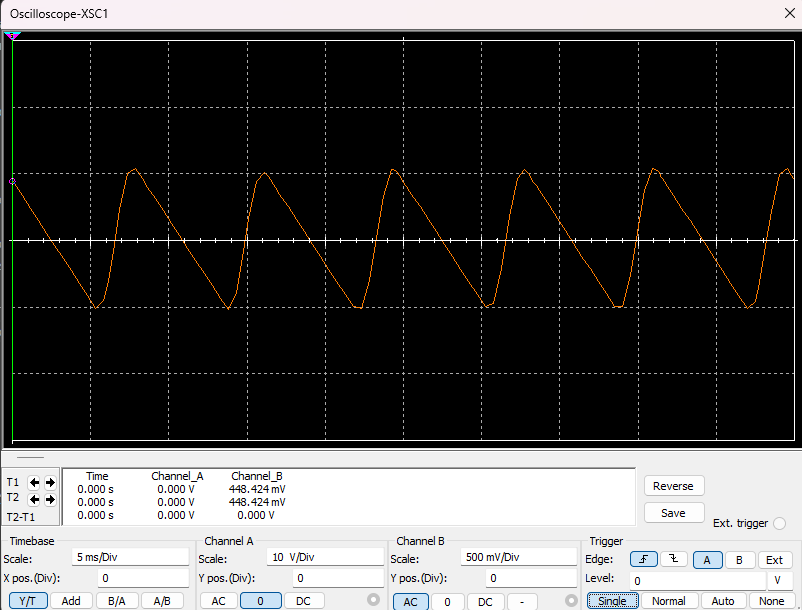 Oscilloscope-XSC1
Time Channel_A Channel_B
T1 0.000 s 0.000 V 448.424 mV
T2 0.000 s 0.000 V 448.424 mV
T2-T1 0.000 s 0.000 V 0.000 V
Reverse
Save
Ext. trigger
Timebase Channel A Channel B Trigger
Scale: 5 ms/Div Scale: 10 V/Div Scale: 500 mV/Div Edge: A B Ext
X pos.(Div): 0 Y pos.(Div): 0 Y pos.(Div): 0 Level: 0 V
Y/T Add B/A A/B AC 0 DC AC 0 DC - Single Normal Auto None